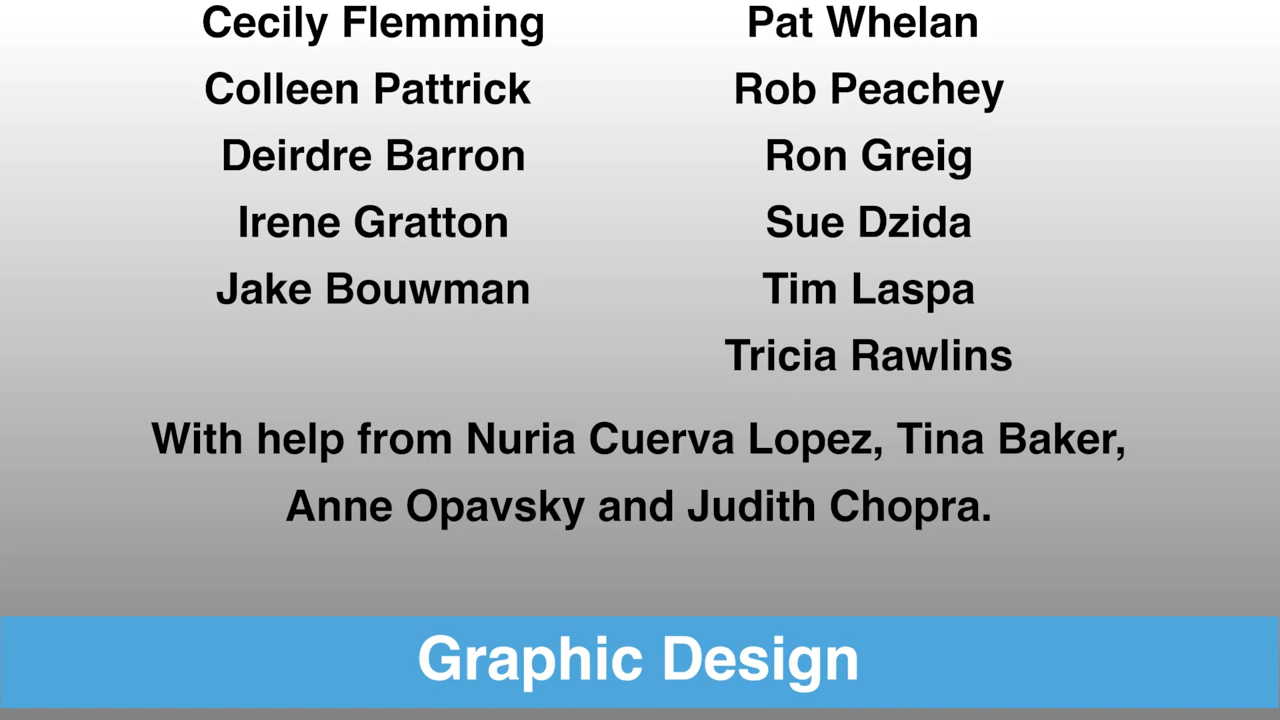 Cecily Flemming
Colleen Pattrick
Deirdre Barron
Irene Gratton
Jake Bouwman
Pat Whelan
Rob Peachey
Ron Greig
Sue Dzida
Tim Laspa
Tricia Rawlins
With help from Nuria Cuerva Lopez, Tina Baker,
Anne Opavsky and Judith Chopra.
Graphic Design